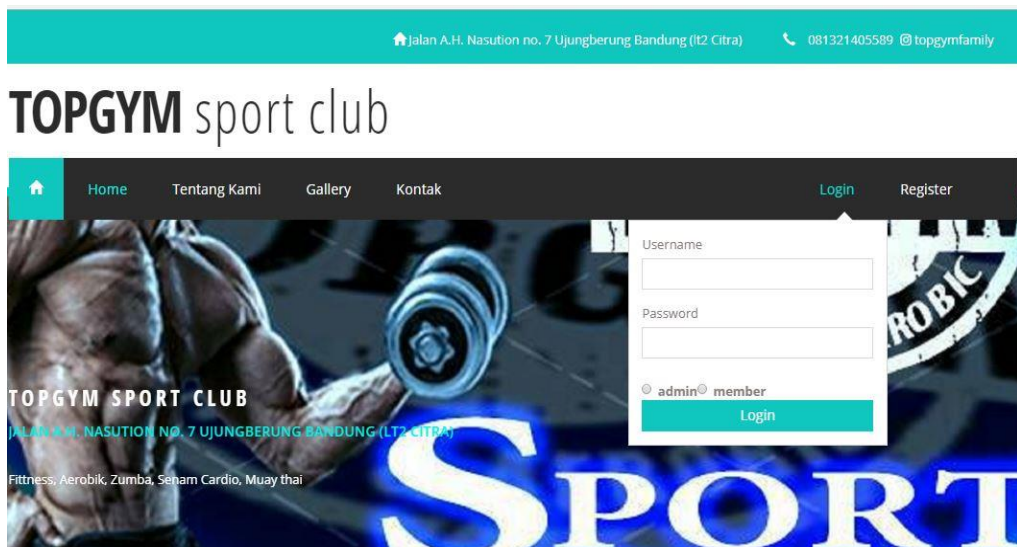 Jalan A.H. Nasution no. 7 Ujungberung Bandung (lt2 Citra) 081321405589 topgymfamily
TOPGYM sport club
Home Tentang Kami Gallery Kontak Login Register
Username
Password
admin member
Login
AEROBIC
TOPGYM SPORT CLUB
JALAN A.H. NASUTION NO. 7 UJUNGBERUNG BANDUNG (LT2 CITRA)
Fittness, Aerobik, Zumba, Senam Cardio, Muay thai
SPORT